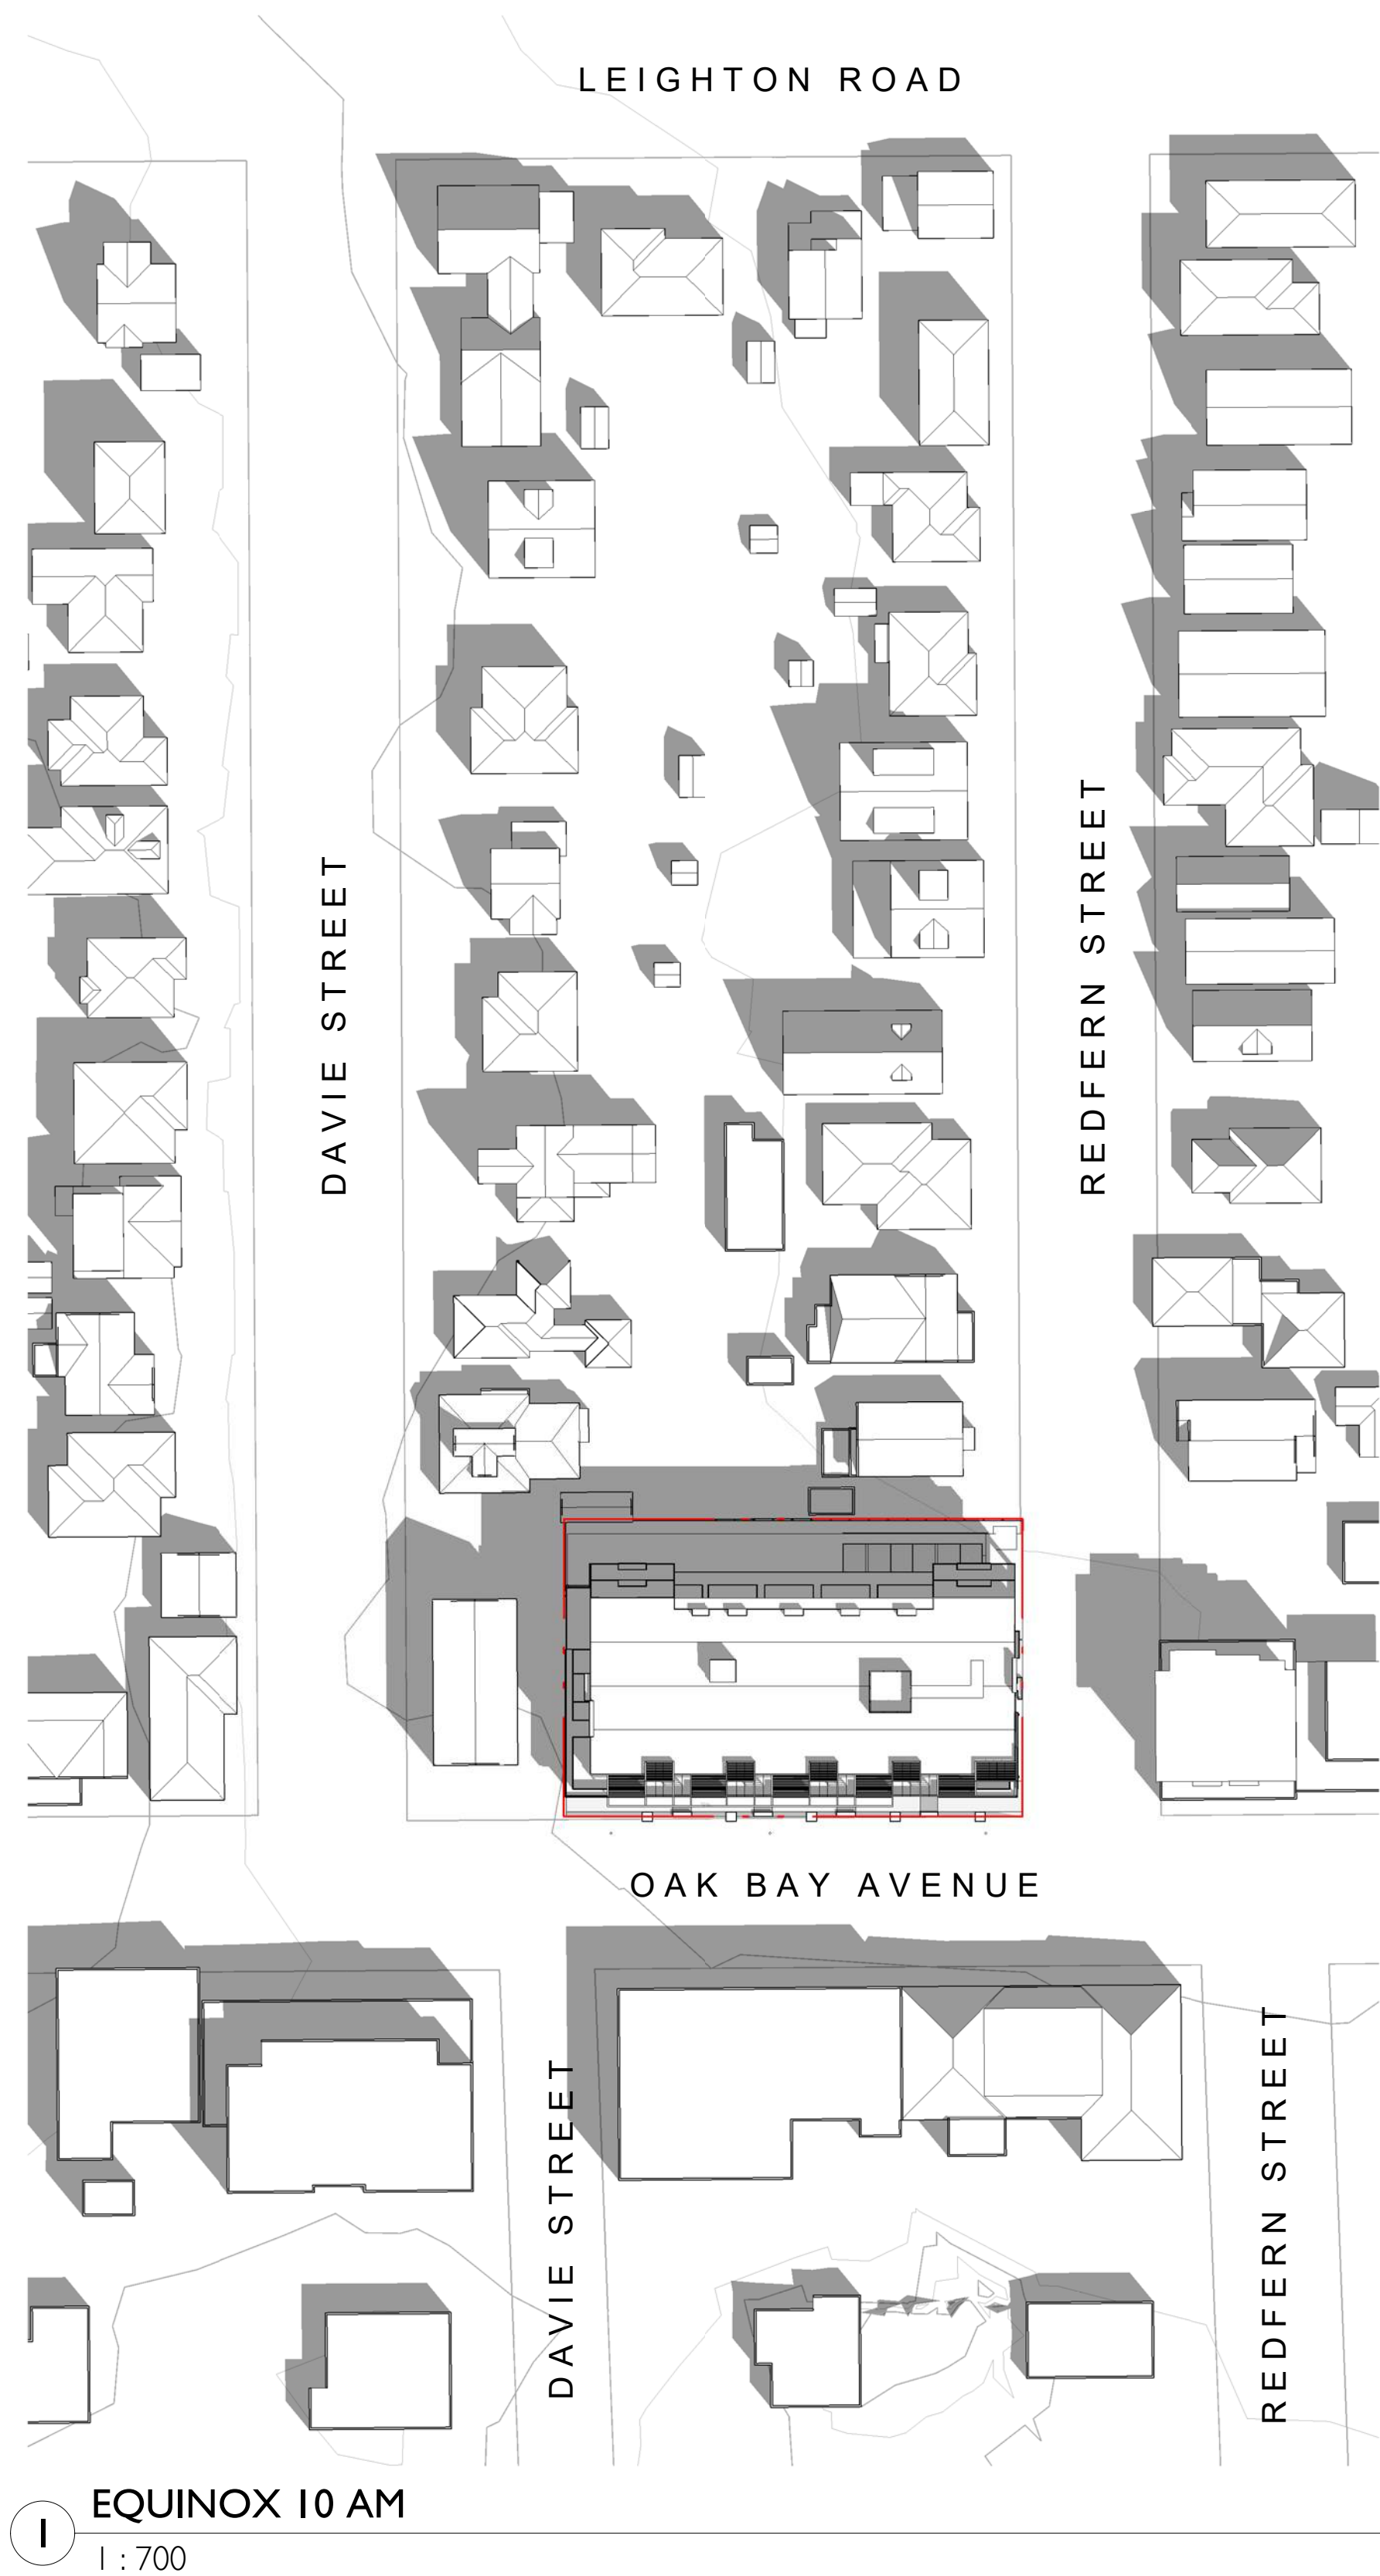 LEIGHTON ROAD
DAVIE STREET
REDFERN STREET
OAK BAY AVENUE
DAVIE STREET
REDFERN STREET
1
EQUINOX 10 AM
1 : 700